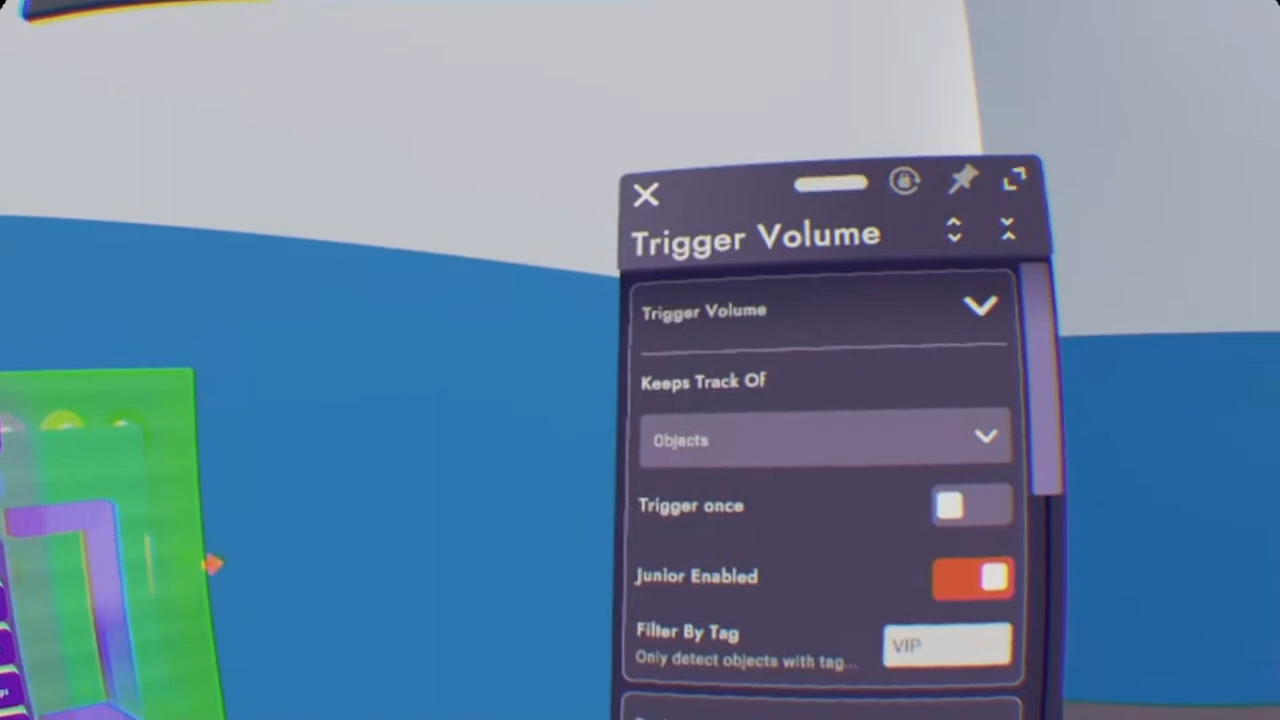 Trigger Volume
Trigger Volume
Keeps Track Of
Objects
Trigger once
Junior Enabled
Filter By Tag
Only detect objects with tag...
VIP